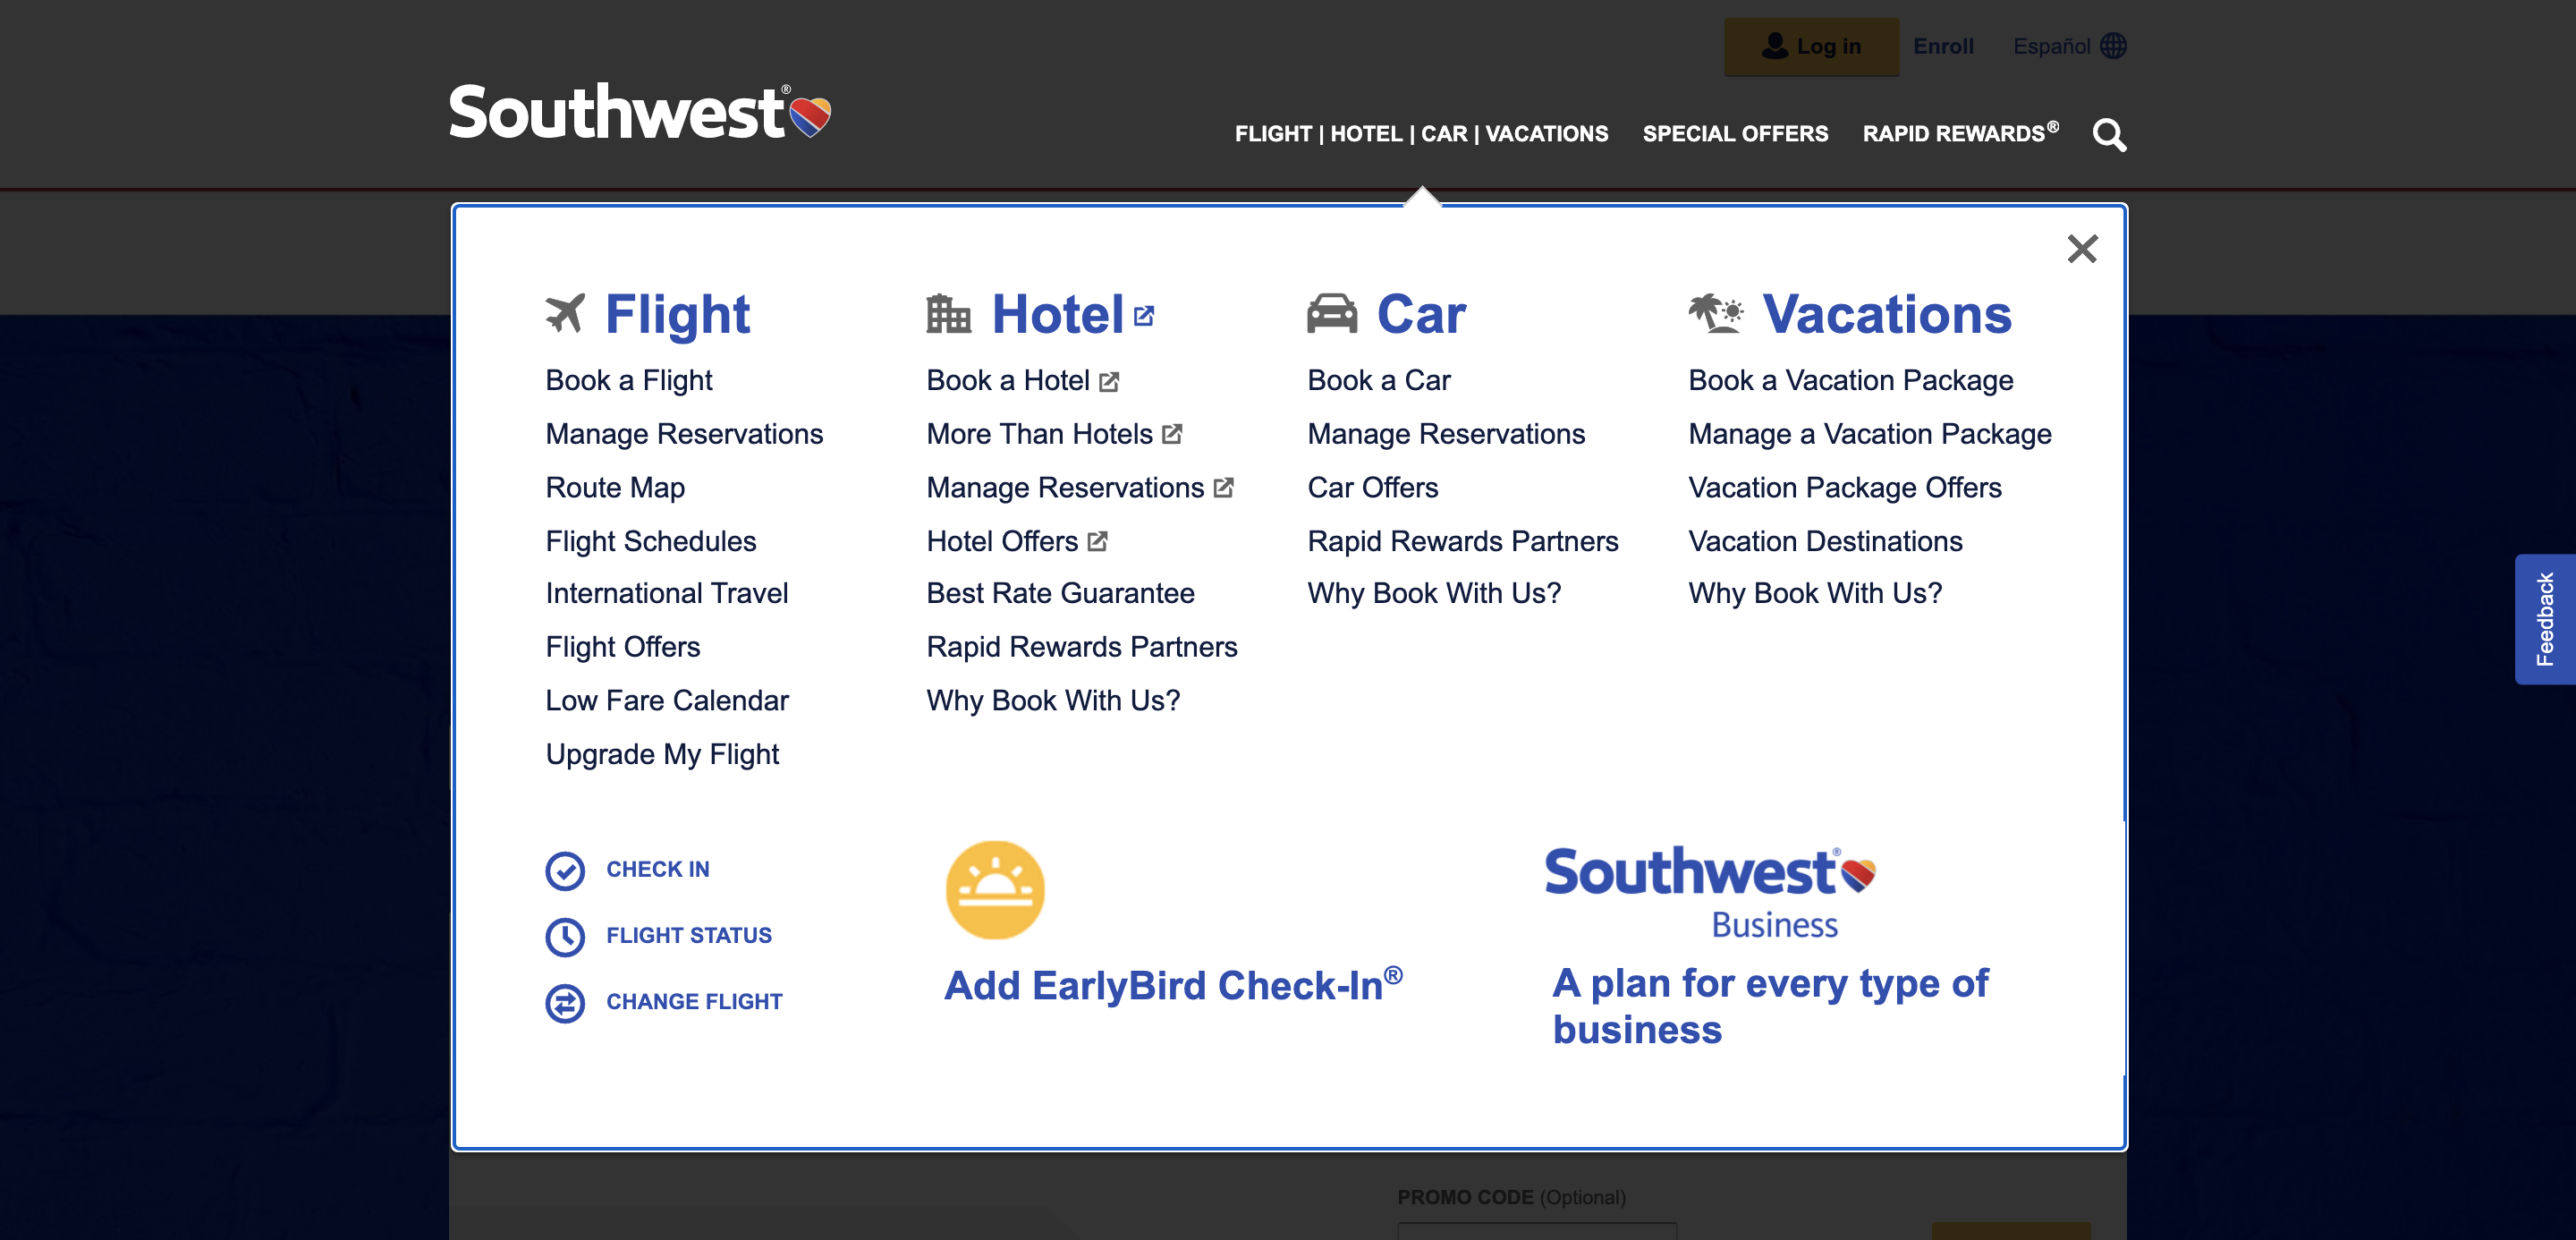 Log in Enroll Español
Southwest®
FLIGHT | HOTEL | CAR | VACATIONS SPECIAL OFFERS RAPID REWARDS®
Flight
Book a Flight
Manage Reservations
Route Map
Flight Schedules
International Travel
Flight Offers
Low Fare Calendar
Upgrade My Flight
Hotel
Book a Hotel
More Than Hotels
Manage Reservations
Hotel Offers
Best Rate Guarantee
Rapid Rewards Partners
Why Book With Us?
Car
Book a Car
Manage Reservations
Car Offers
Rapid Rewards Partners
Why Book With Us?
Vacations
Book a Vacation Package
Manage a Vacation Package
Vacation Package Offers
Vacation Destinations
Why Book With Us?
CHECK IN
FLIGHT STATUS
CHANGE FLIGHT
Add EarlyBird Check-In®
Southwest®
Business
A plan for every type of
business
Feedback
PROMO CODE (Optional)